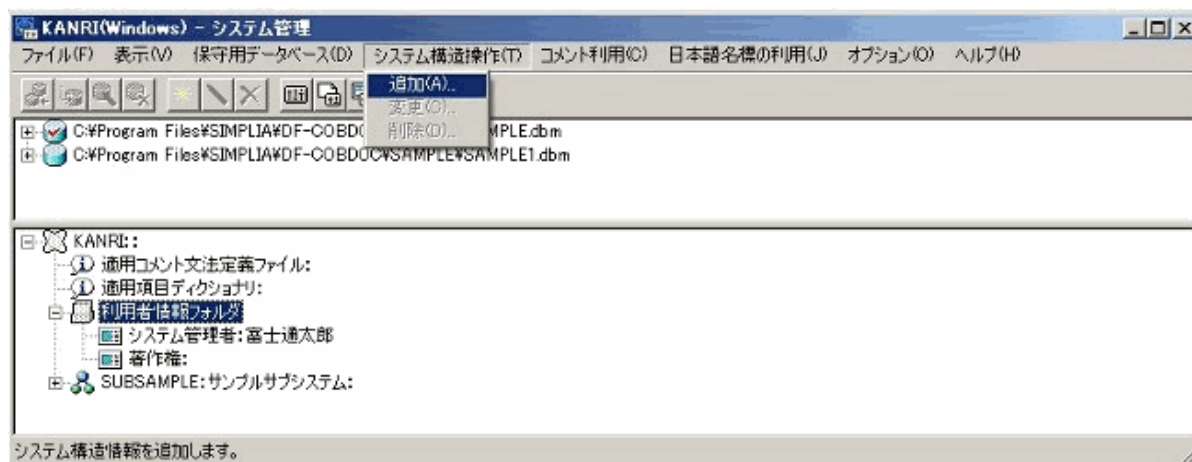 KANRI(Windows) - システム管理
ファイル(F) 表示(V) 保守用データベース(D) システム構造操作(T) コメント利用(C) 日本語名標の利用(J) オプション(O) ヘルプ(H)
追加(A)...
変更(C)...
削除(D)...
C:¥Program Files¥SIMPLIA¥DF-COBDO MPLE.dbm
C:¥Program Files¥SIMPLIA¥DF-COBDOC¥SAMPLE¥SAMPLE1.dbm
KANRI::
適用コメント文法定義ファイル:
適用項目ディクショナリ:
利用者情報フォルダ
システム管理者:富士通太郎
著作権:
SUBSAMPLE:サンプルサブシステム:
システム構造情報を追加します。